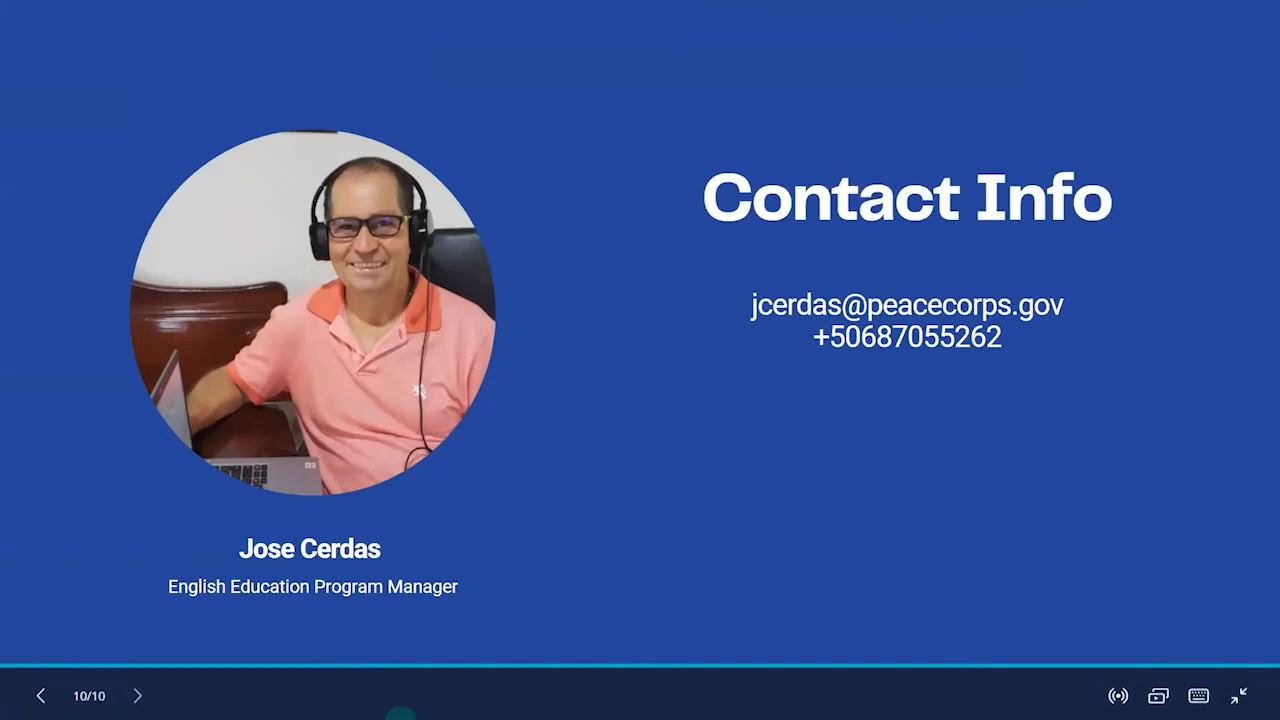 Contact Info
jcerdas@peacecorps.gov
+50687055262
Jose Cerdas
English Education Program Manager
10/10